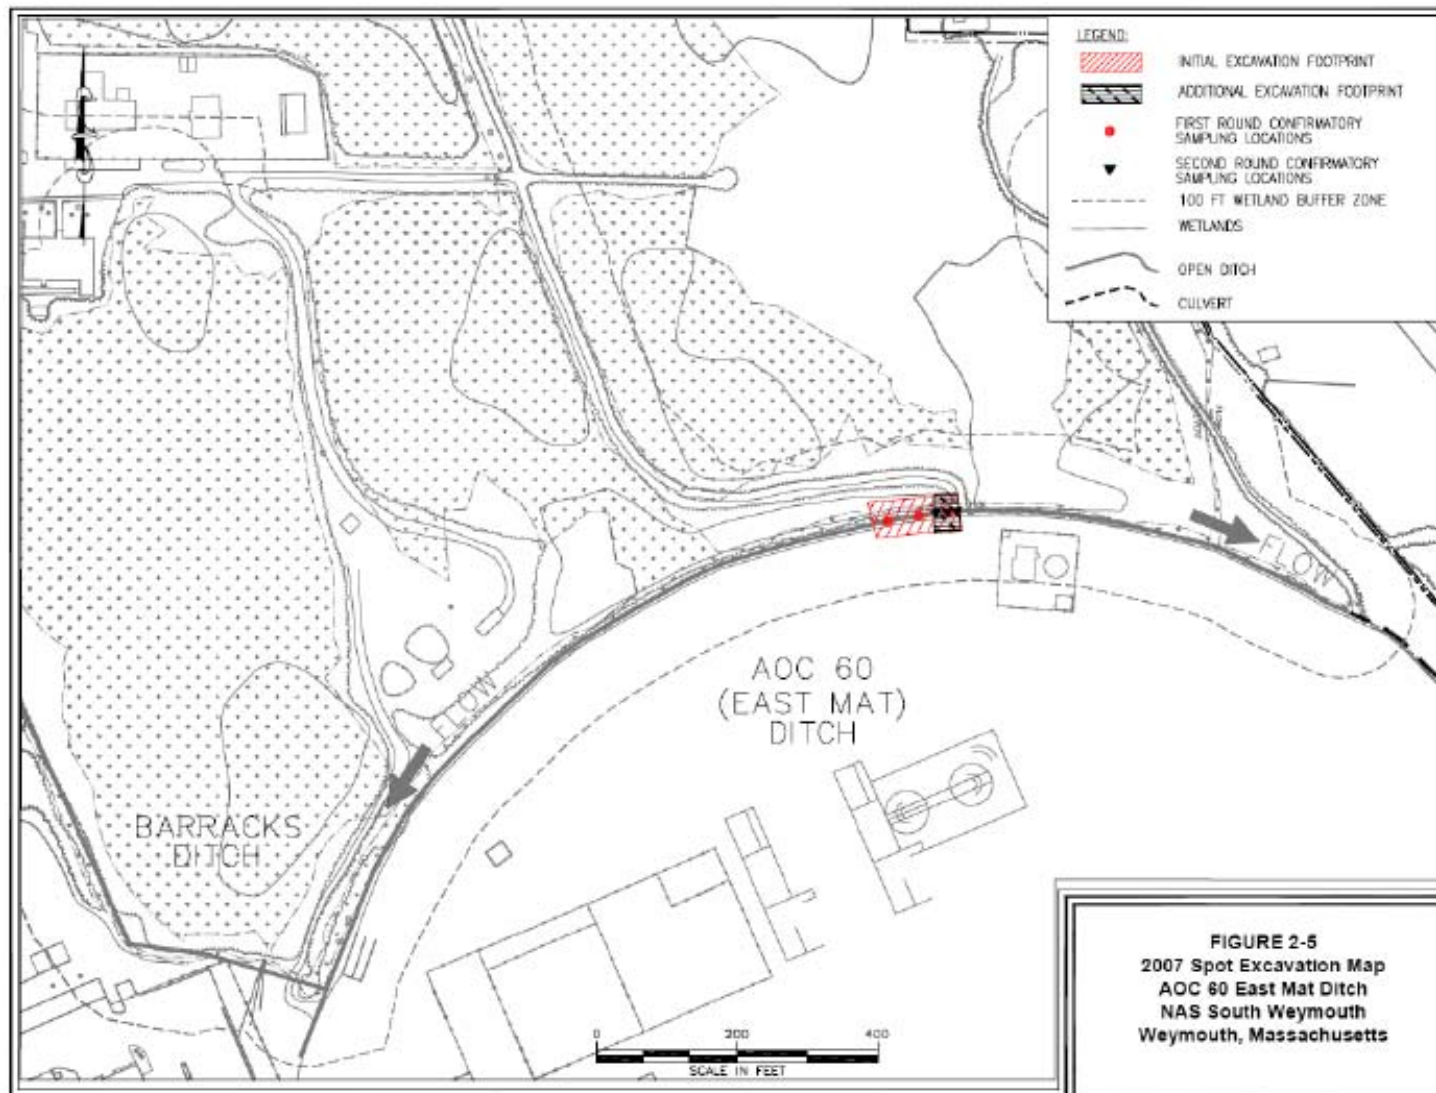 LEGEND:
INITIAL EXCAVATION FOOTPRINT
ADDITIONAL EXCAVATION FOOTPRINT
FIRST ROUND CONFIRMATORY
SAMPLING LOCATIONS
SECOND ROUND CONFIRMATORY
SAMPLING LOCATIONS
100 FT WETLAND BUFFER ZONE
WETLANDS
OPEN DITCH
CULVERT
FLOW
AOC 60
(EAST MAT)
DITCH
FLOW
BARRACKS
DITCH
0 200 400
SCALE IN FEET
FIGURE 2-5
2007 Spot Excavation Map
AOC 60 East Mat Ditch
NAS South Weymouth
Weymouth, Massachusetts